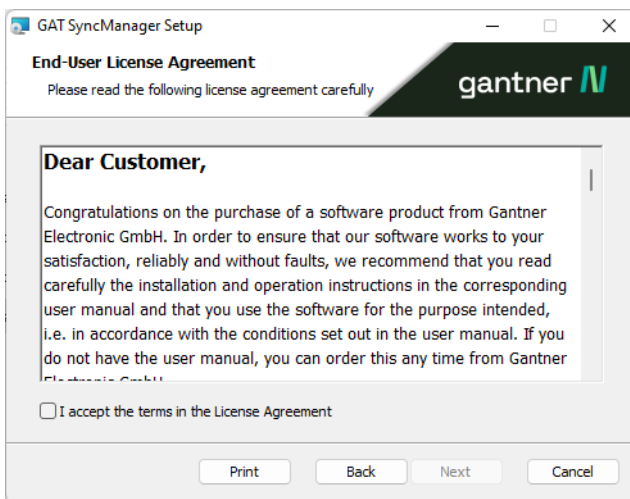 GAT SyncManager Setup
End-User License Agreement
Please read the following license agreement carefully
gantner
Dear Customer,
Congratulations on the purchase of a software product from Gantner
Electronic GmbH. In order to ensure that our software works to your
satisfaction, reliably and without faults, we recommend that you read
carefully the installation and operation instructions in the corresponding
user manual and that you use the software for the purpose intended,
i.e. in accordance with the conditions set out in the user manual. If you
do not have the user manual, you can order this any time from Gantner
Electronic GmbH
I accept the terms in the License Agreement
Print
Back
Next
Cancel